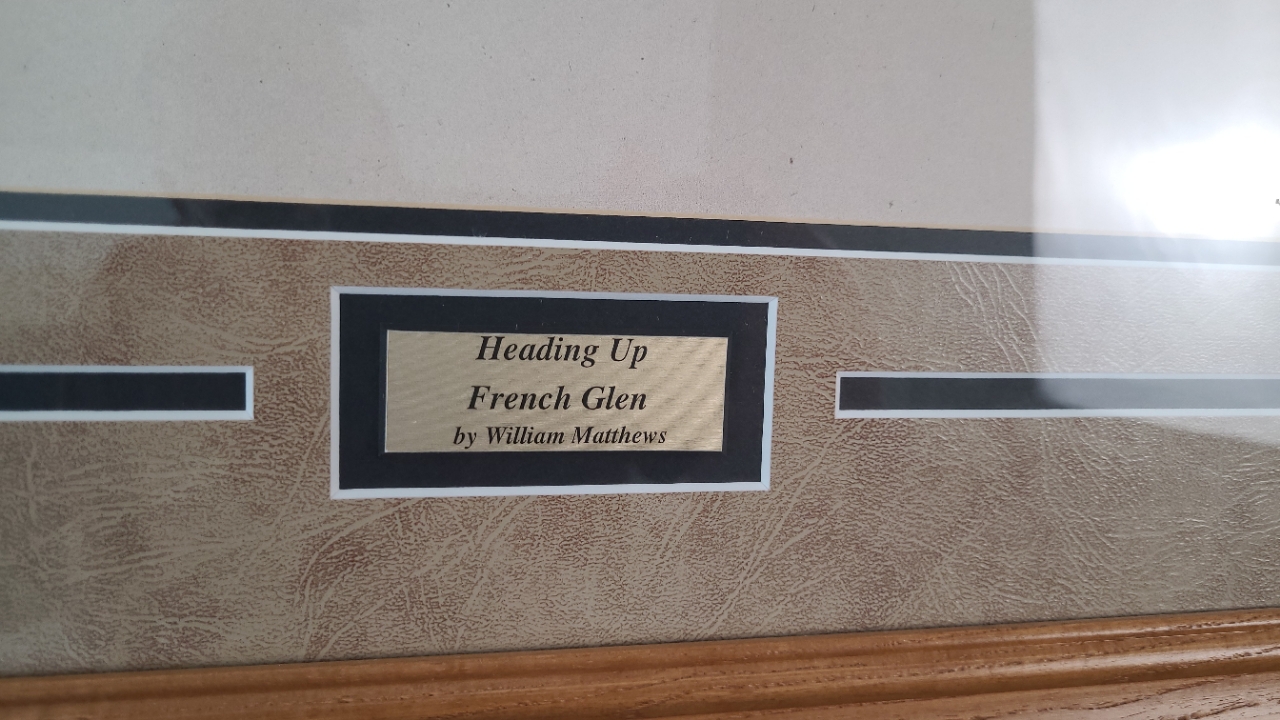 Heading Up
French Glen
by William Matthews